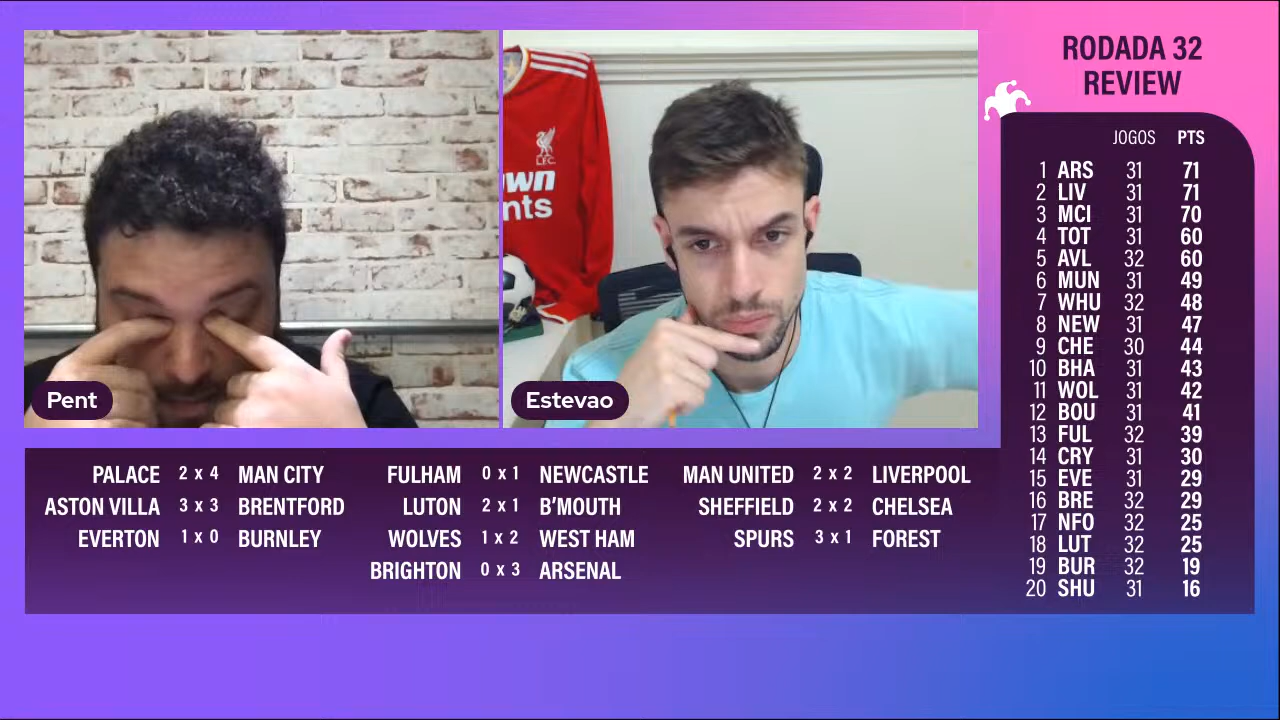 RODADA 32
REVIEW
L.F.C.
wn
nts
Pent
Estevao
JOGOS PTS
1 ARS 31 71
2 LIV 31 71
3 MCI 31 70
4 TOT 31 60
5 AVL 32 60
6 MUN 31 49
7 WHU 32 48
8 NEW 31 47
9 CHE 30 44
10 BHA 31 43
11 WOL 31 42
12 BOU 31 41
13 FUL 32 39
14 CRY 31 30
15 EVE 31 29
16 BRE 32 29
17 NFO 32 25
18 LUT 32 25
19 BUR 32 19
20 SHU 31 16
PALACE 2 x 4 MAN CITY
ASTON VILLA 3 x 3 BRENTFORD
EVERTON 1 x 0 BURNLEY
FULHAM 0 x 1 NEWCASTLE
LUTON 2 x 1 B'MOUTH
WOLVES 1 x 2 WEST HAM
BRIGHTON 0 x 3 ARSENAL
MAN UNITED 2 x 2 LIVERPOOL
SHEFFIELD 2 x 2 CHELSEA
SPURS 3 x 1 FOREST